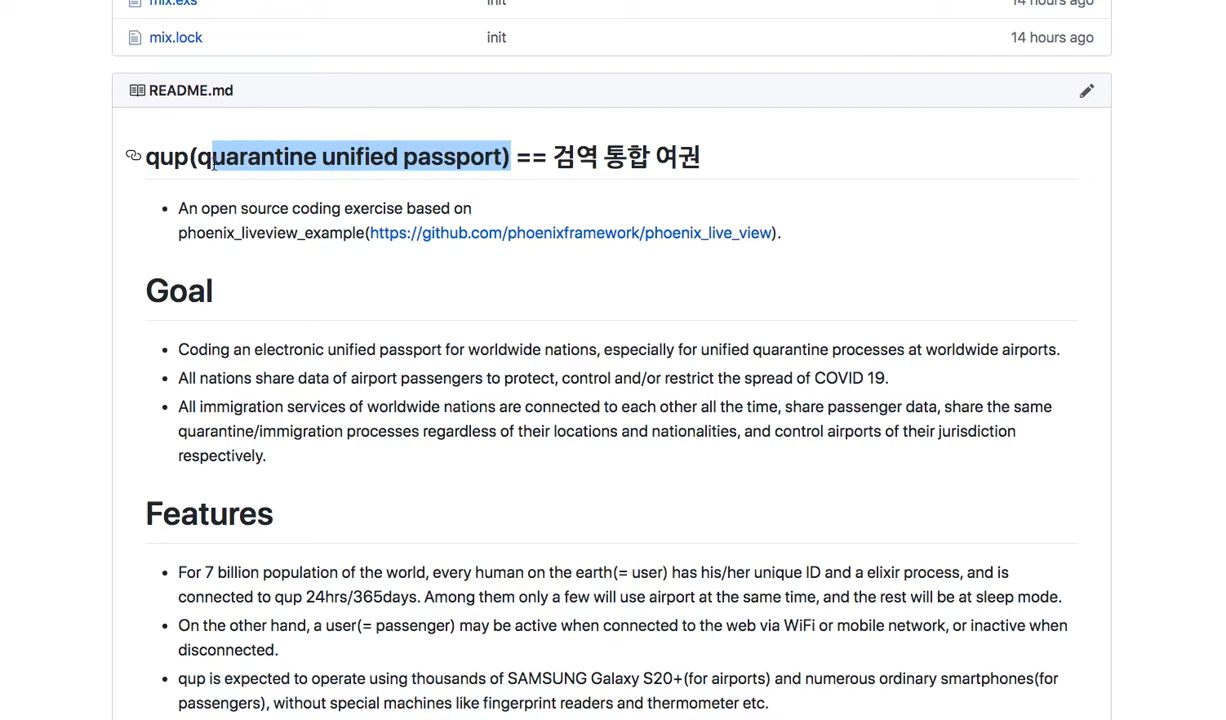 mix.exs init 14 hours ago
mix.lock init 14 hours ago
README.md
qup(quarantine unified passport) == 검역 통합 여권
• An open source coding exercise based on
phoenix_liveview_example(https://github.com/phoenixframework/phoenix_live_view).
Goal
• Coding an electronic unified passport for worldwide nations, especially for unified quarantine processes at worldwide airports.
• All nations share data of airport passengers to protect, control and/or restrict the spread of COVID 19.
• All immigration services of worldwide nations are connected to each other all the time, share passenger data, share the same
quarantine/immigration processes regardless of their locations and nationalities, and control airports of their jurisdiction
respectively.
Features
• For 7 billion population of the world, every human on the earth(= user) has his/her unique ID and a elixir process, and is
connected to qup 24hrs/365days. Among them only a few will use airport at the same time, and the rest will be at sleep mode.
• On the other hand, a user(= passenger) may be active when connected to the web via WiFi or mobile network, or inactive when
disconnected.
• qup is expected to operate using thousands of SAMSUNG Galaxy S20+(for airports) and numerous ordinary smartphones(for
passengers), without special machines like fingerprint readers and thermometer etc.